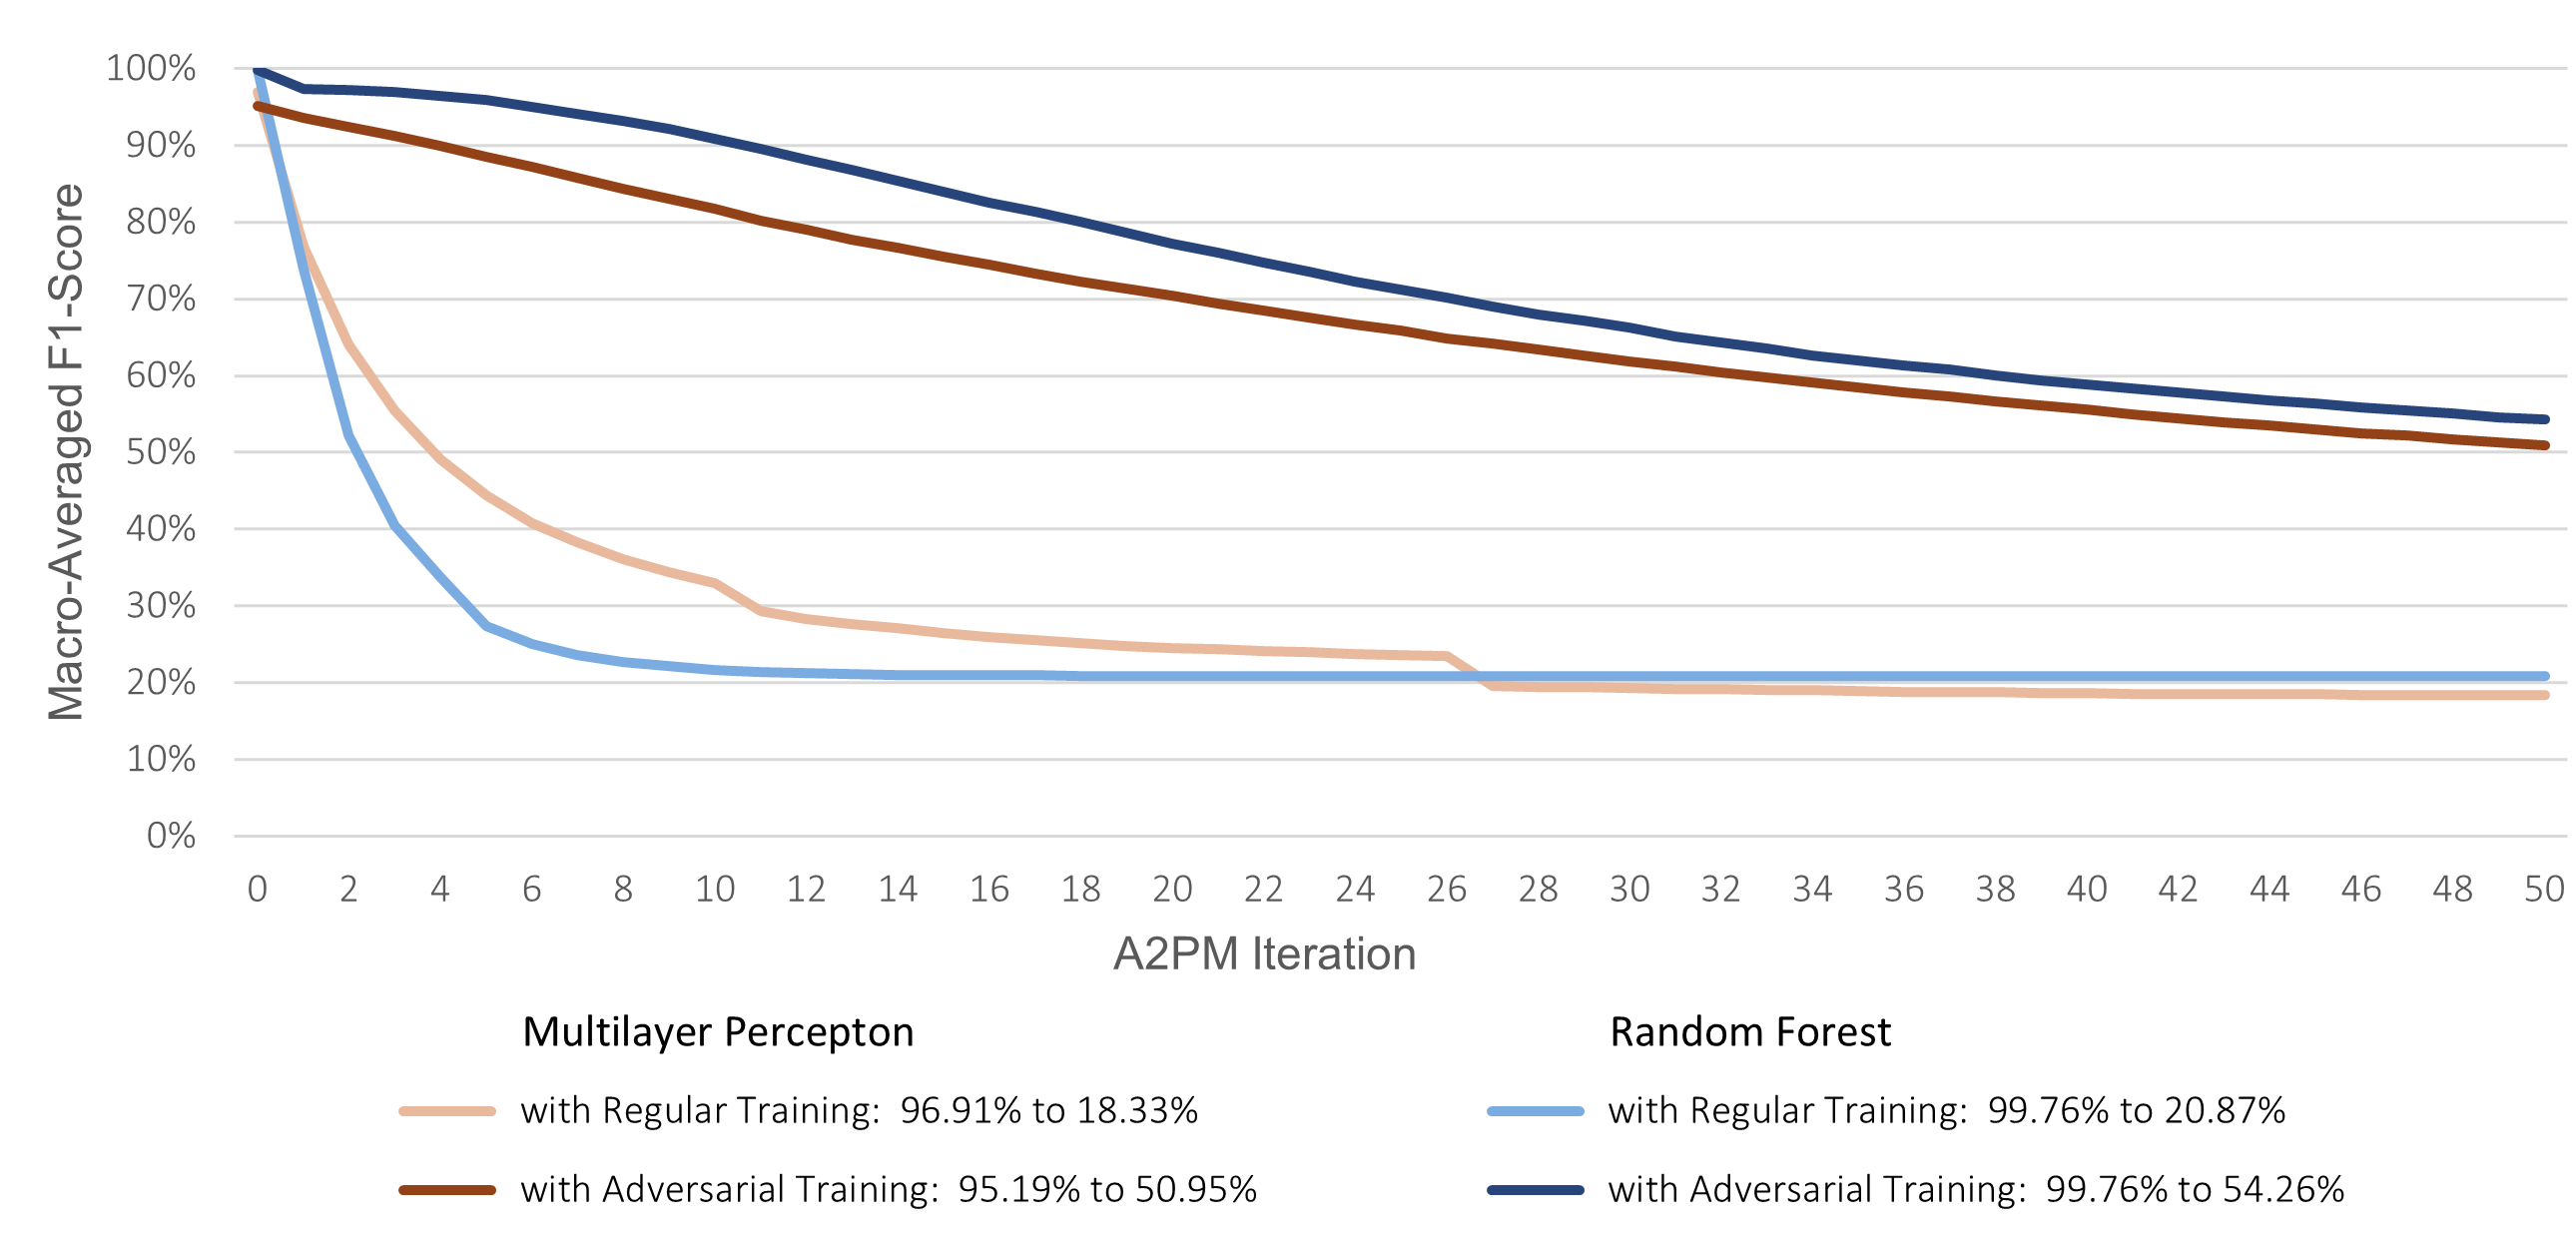 100%
90%
80%
70%
60%
50%
40%
30%
20%
10%
0%
Macro-Averaged F1-Score
0 2 4 6 8 10 12 14 16 18 20 22 24 26 28 30 32 34 36 38 40 42 44 46 48 50
A2PM Iteration
Multilayer Percepton
with Regular Training: 96.91% to 18.33%
with Adversarial Training: 95.19% to 50.95%
Random Forest
with Regular Training: 99.76% to 20.87%
with Adversarial Training: 99.76% to 54.26%